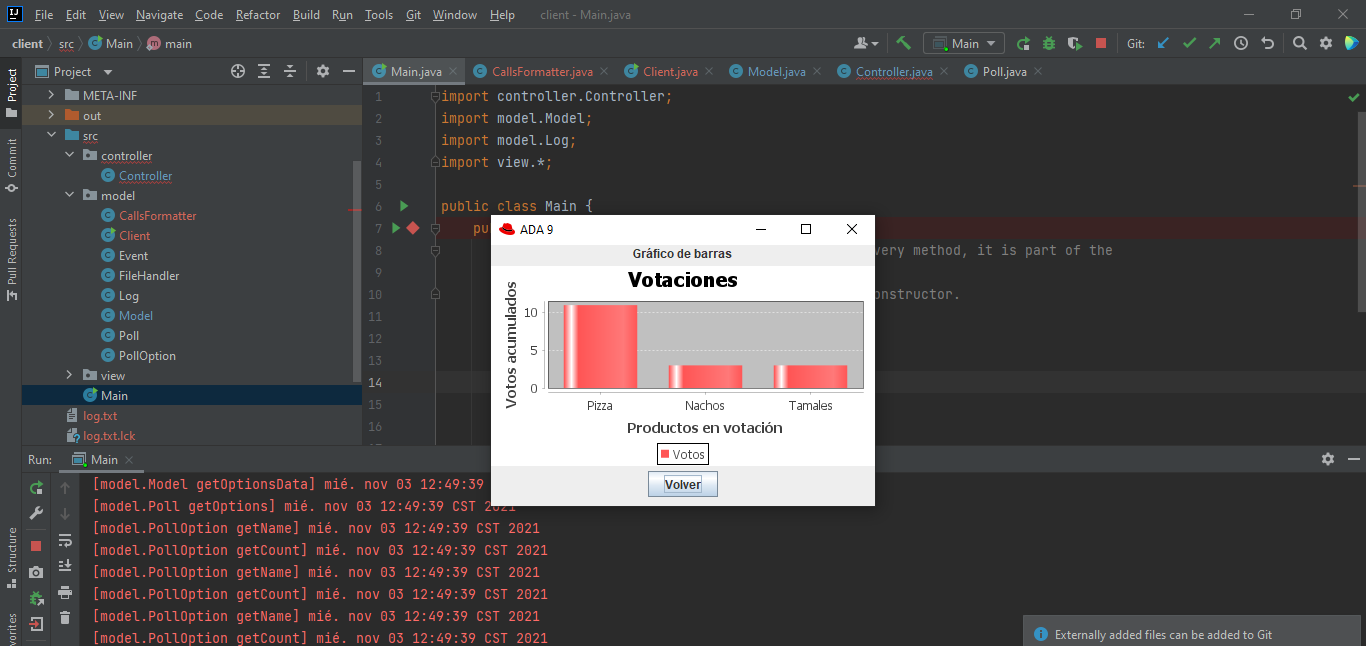 File Edit View Navigate Code Refactor Build Run Tools Git Window Help client - Main.java
client src Main main Main Git:
Project Main.java CallsFormatter.java Client.java Model.java Controller.java Poll.java
Project
Commit
Pull Requests
Structure
META-INF
out
src
controller
Controller
model
CallsFormatter
Client
Event
FileHandler
Log
Model
Poll
PollOption
view
Main
log.txt
log.txt.lck
1 import controller.Controller;
2 import model.Model;
3 import model.Log;
4 import view.*;
5
6 public class Main {
7 pu
8 very method, it is part of the
9
10 nstructor.
11
12
13
14
15
16
ADA 9
Gráfico de barras
Votaciones
Votos acumulados
10
5
0
Pizza Nachos Tamales
Productos en votación
Votos
Volver
Run: Main
[model.Model getOptionsData] mié. nov 03 12:49:39
[model.Poll getOptions] mié. nov 03 12:49:39 CST 2021
[model.PollOption getName] mié. nov 03 12:49:39 CST 2021
[model.PollOption getCount] mié. nov 03 12:49:39 CST 2021
[model.PollOption getName] mié. nov 03 12:49:39 CST 2021
[model.PollOption getCount] mié. nov 03 12:49:39 CST 2021
[model.PollOption getName] mié. nov 03 12:49:39 CST 2021
[model.PollOption getCount] mié. nov 03 12:49:39 CST 2021
Externally added files can be added to Git